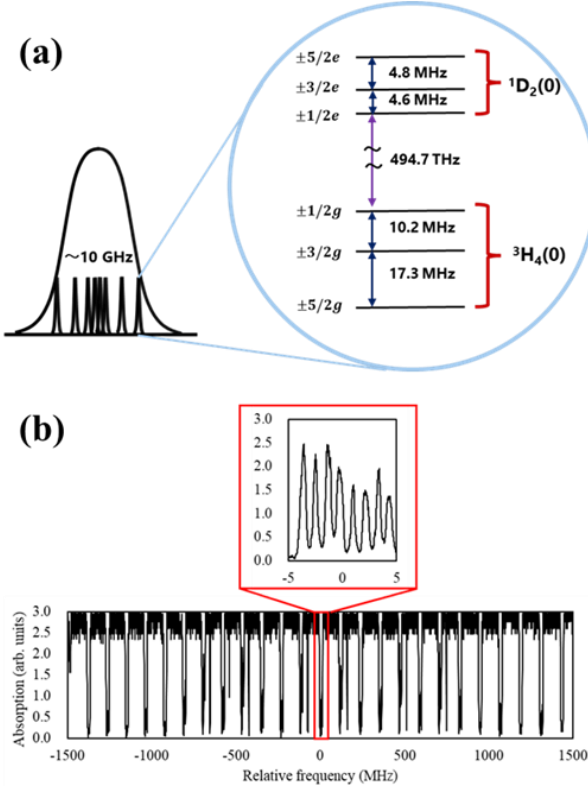 (a)
~10 GHz
±5/2e
4.8 MHz
±3/2e
4.6 MHz
±1/2e
¹D₂(0)
494.7 THz
±1/2g
10.2 MHz
±3/2g
17.3 MHz
±5/2g
³H₄(0)
(b)
3.0
2.5
2.0
1.5
1.0
0.5
0.0
-5 0 5
Absorption (arb. units)
3.0
2.5
2.0
1.5
1.0
0.5
0.0
-1500 -1000 -500 0 500 1000 1500
Relative frequency (MHz)